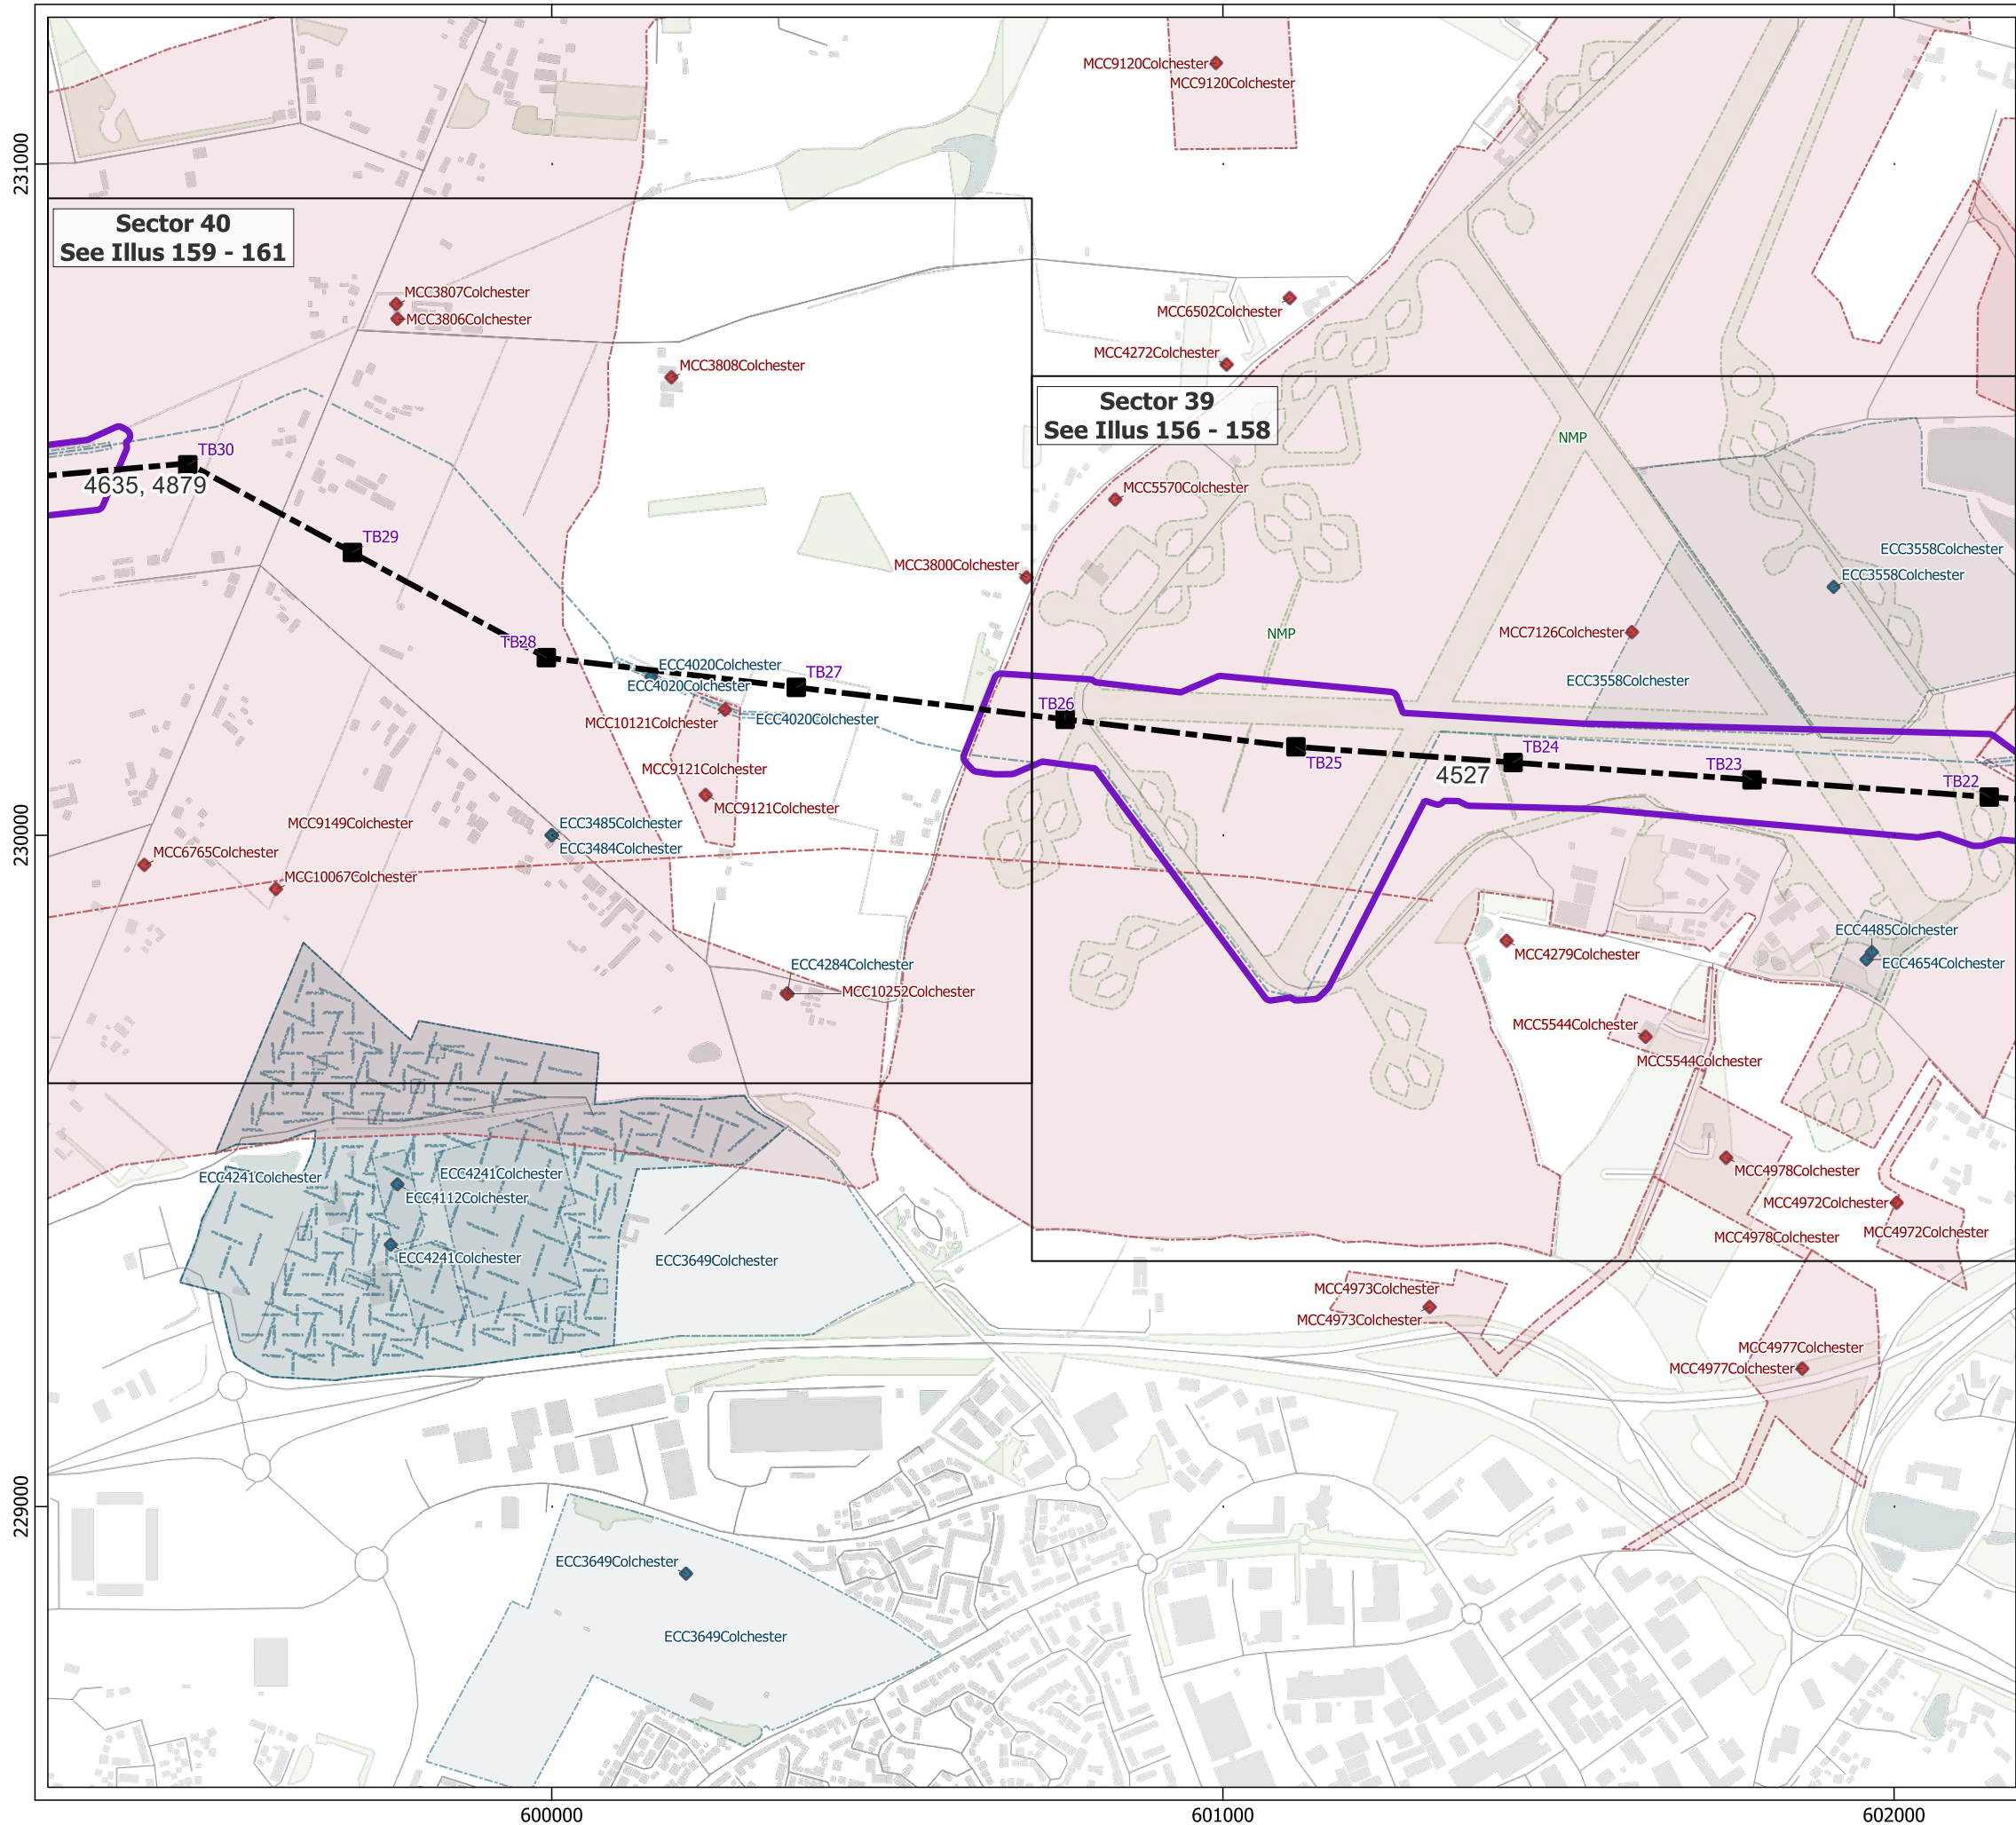 MCC9120Colchester
MCC9120Colchester
231000
Sector 40
See Illus 159 - 161
MCC3807Colchester
MCC3806Colchester
MCC6502Colchester
MCC4272Colchester
MCC3808Colchester
Sector 39
See Illus 156 - 158
NMP
TB30
4635, 4879
MCC5570Colchester
TB29
ECC3558Colchester
MCC3800Colchester
ECC3558Colchester
NMP
MCC7126Colchester
TB28
ECC4020Colchester
TB27
ECC4020Colchester
ECC3558Colchester
TB26
MCC10121Colchester
ECC4020Colchester
TB24
TB25
4527
TB23
MCC9121Colchester
TB22
MCC9121Colchester
230000
MCC9149Colchester
ECC3485Colchester
ECC3484Colchester
MCC6765Colchester
MCC10067Colchester
ECC4485Colchester
MCC4279Colchester
ECC4284Colchester
ECC4654Colchester
MCC10252Colchester
MCC5544Colchester
MCC5544Colchester
ECC4241Colchester
ECC4241Colchester
MCC4978Colchester
ECC4112Colchester
MCC4972Colchester
MCC4972Colchester
MCC4978Colchester
ECC4241Colchester
ECC3649Colchester
MCC4973Colchester
MCC4973Colchester
MCC4977Colchester
MCC4977Colchester
229000
ECC3649Colchester
ECC3649Colchester
600000
601000
602000